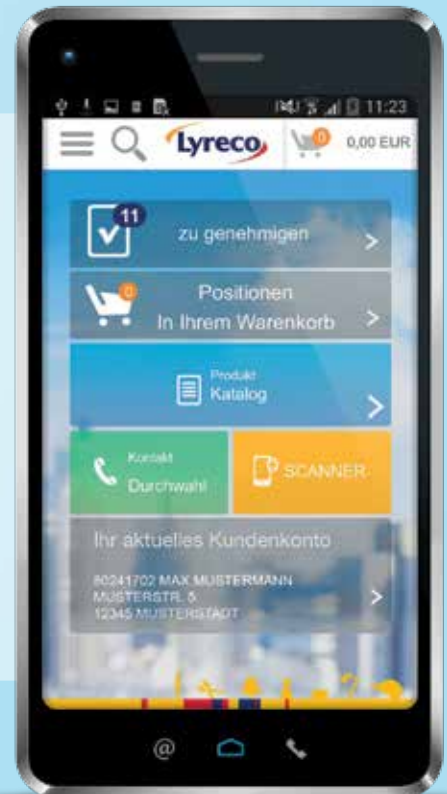 11:23
Lyreco
0
0,00 EUR
11
zu genehmigen
0
Positionen
In Ihrem Warenkorb
Produkt
Katalog
Kontakt
Durchwahl
SCANNER
Ihr aktuelles Kundenkonto
80241702 MAX MUSTERMANN
MUSTERSTR. 5
12345 MUSTERSTADT
@